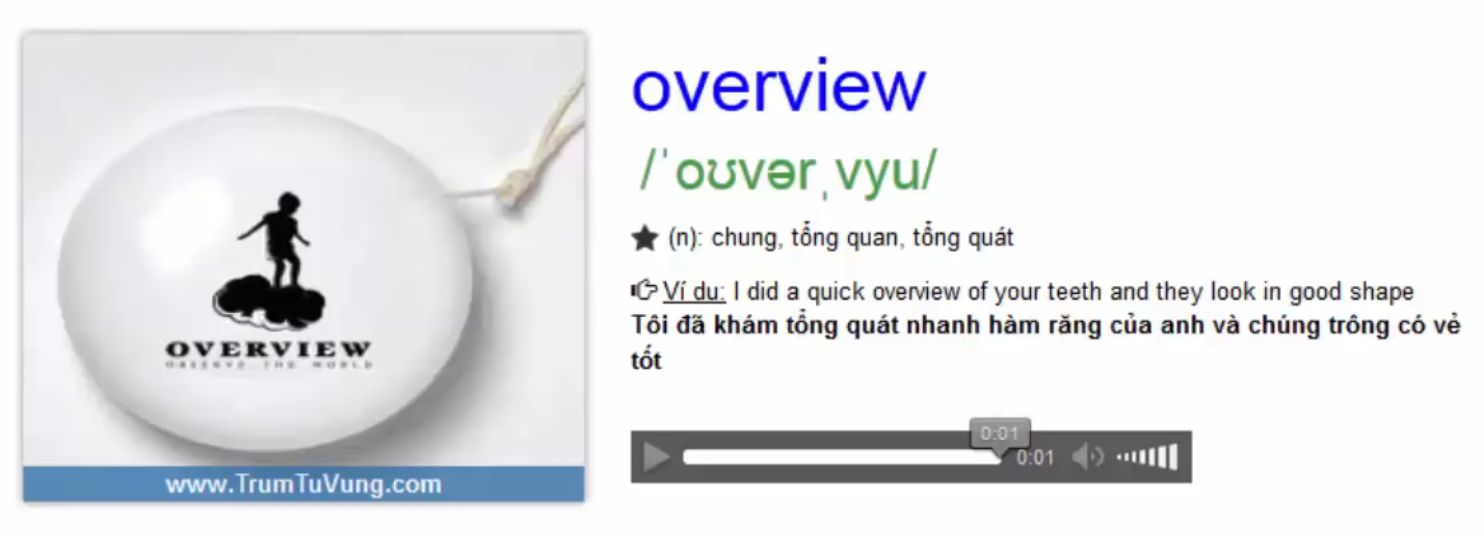 overview
/ˈoʊvərˌvyu/
(n): chung, tổng quan, tổng quát
Ví du: I did a quick overview of your teeth and they look in good shape
Tôi đã khám tổng quát nhanh hàm răng của anh và chúng trông có vẻ
tốt
OVERVIEW
OBSERVE THE WORLD
www.TrumTuVung.com
0:01
0:01